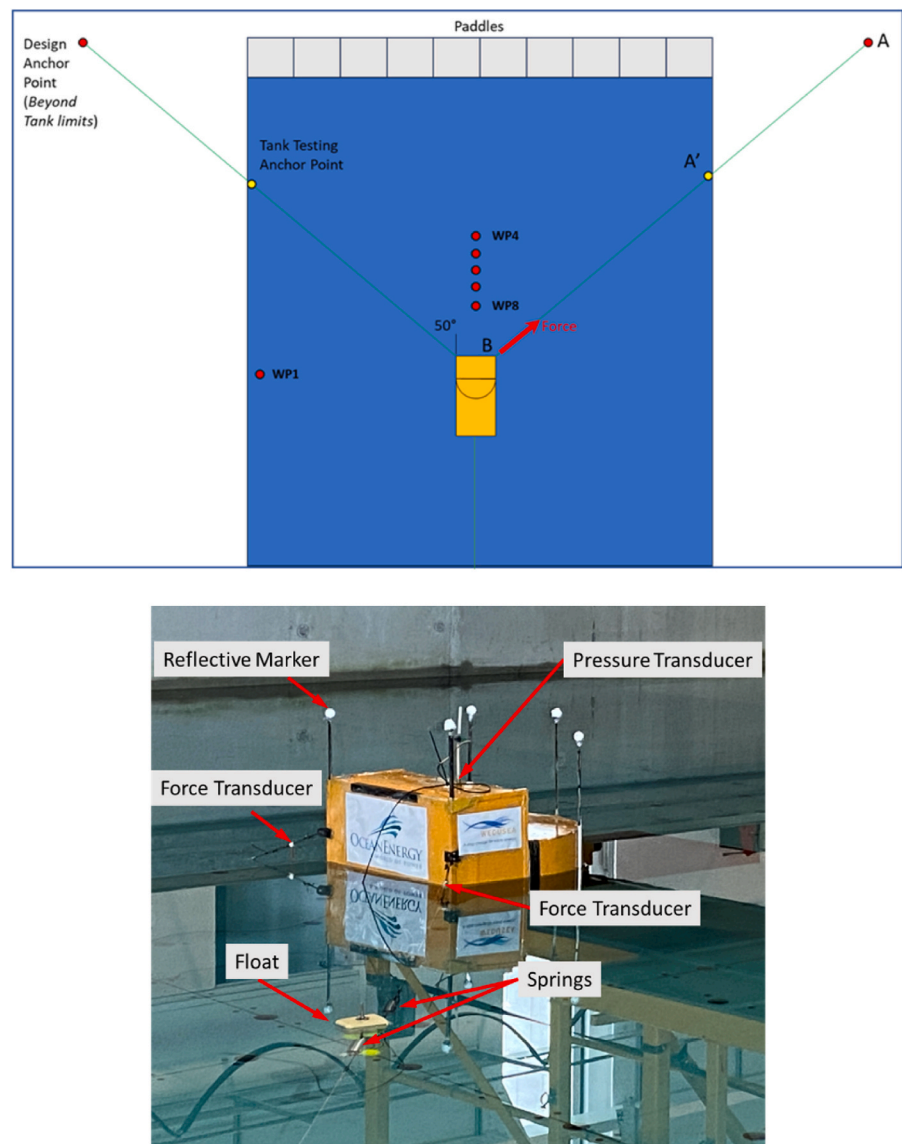 Paddles
Design
Anchor
Point
(Beyond
Tank limits)
A
Tank Testing
Anchor Point
A'
WP4
WP8
50°
Force
B
WP1
Reflective Marker
Pressure Transducer
Force Transducer
OCEANENERGY
WEDUSEA
Force Transducer
Float
Springs